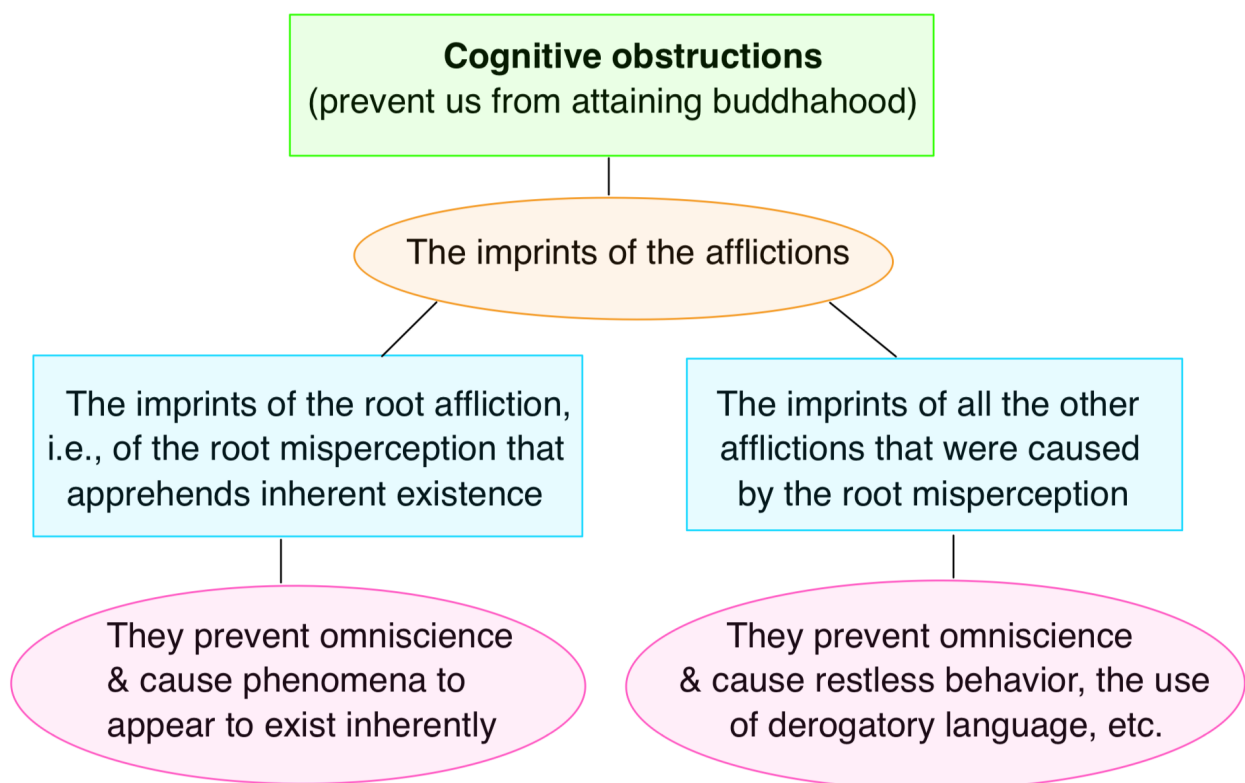 Cognitive obstructions
(prevent us from attaining buddhahood)
The imprints of the afflictions
The imprints of the root affliction,
i.e., of the root misperception that
apprehends inherent existence
The imprints of all the other
afflictions that were caused
by the root misperception
They prevent omniscience
& cause phenomena to
appear to exist inherently
They prevent omniscience
& cause restless behavior, the use
of derogatory language, etc.